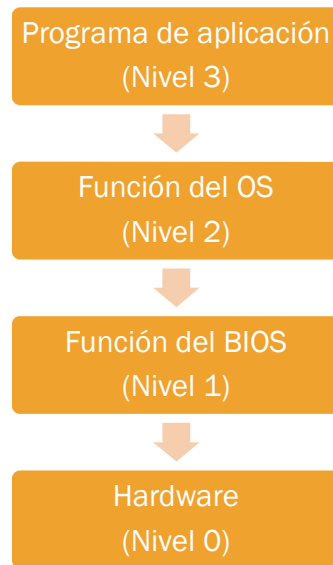 Programa de aplicación
(Nivel 3)
Función del OS
(Nivel 2)
Función del BIOS
(Nivel 1)
Hardware
(Nivel 0)